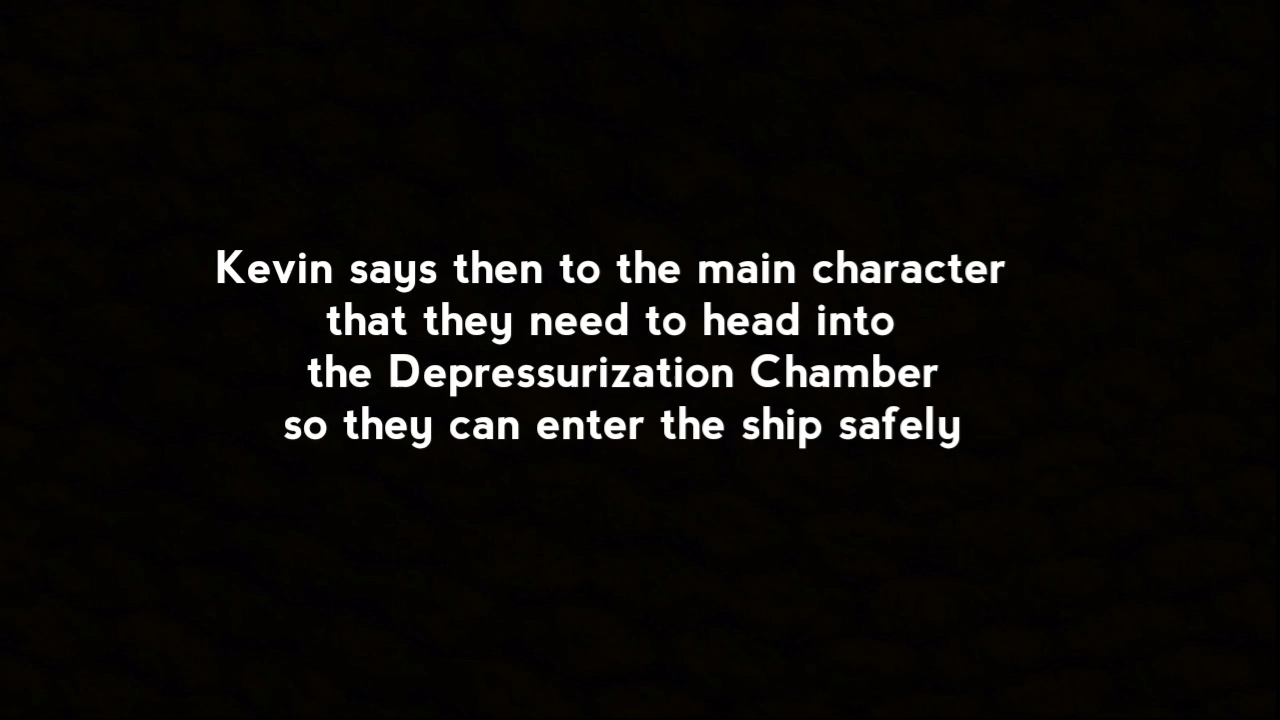 Kevin says then to the main character
that they need to head into
the Depressurization Chamber
so they can enter the ship safely